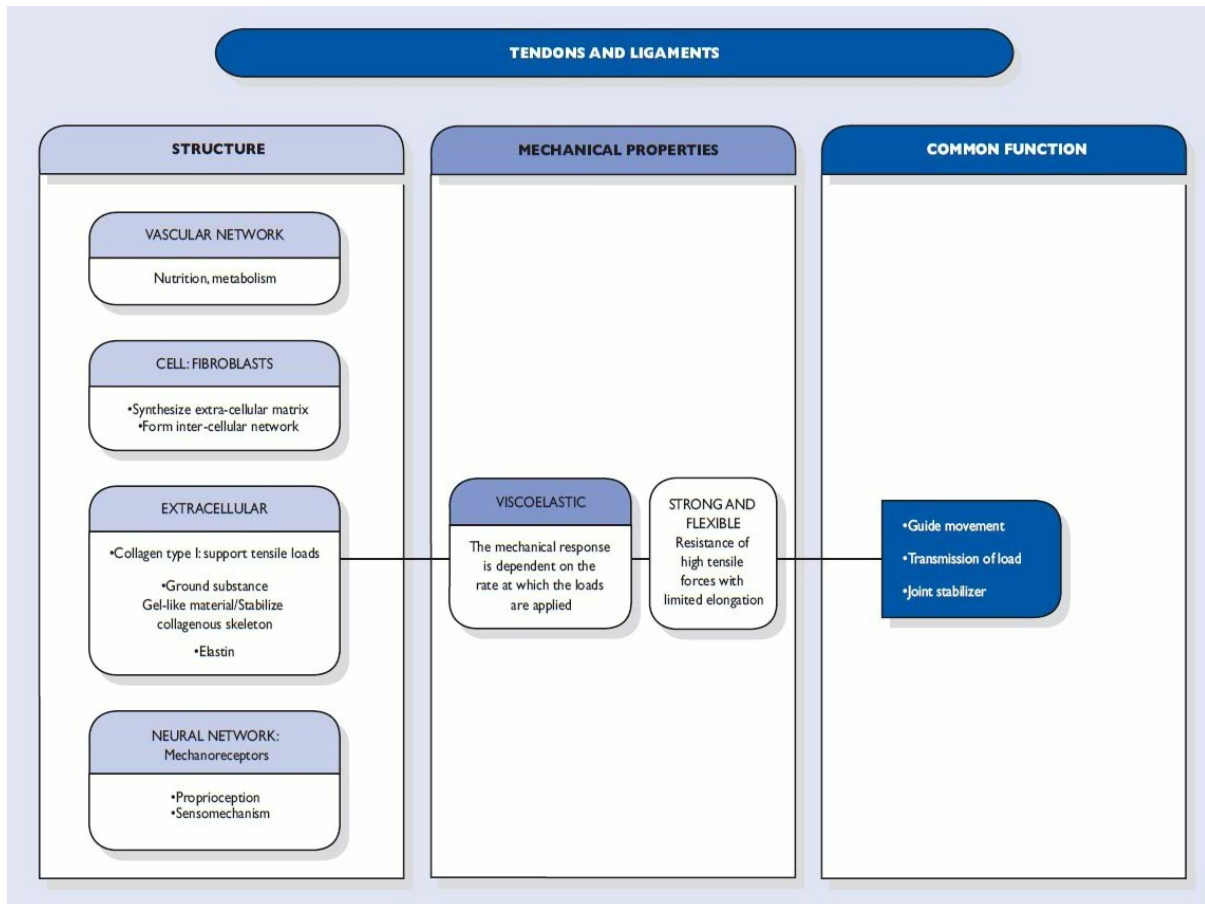 TENDONS AND LIGAMENTS
STRUCTURE
VASCULAR NETWORK
Nutrition, metabolism
CELL: FIBROBLASTS
•Synthesize extra-cellular matrix
•Form inter-cellular network
EXTRACELLULAR
•Collagen type I: support tensile loads
•Ground substance
Gel-like material/Stabilize
collagenous skeleton
•Elastin
NEURAL NETWORK:
Mechanoreceptors
•Proprioception
•Sensomechanism
MECHANICAL PROPERTIES
VISCOELASTIC
The mechanical response
is dependent on the
rate at which the loads
are applied
STRONG AND
FLEXIBLE
Resistance of
high tensile
forces with
limited elongation
COMMON FUNCTION
•Guide movement
•Transmission of load
•Joint stabilizer